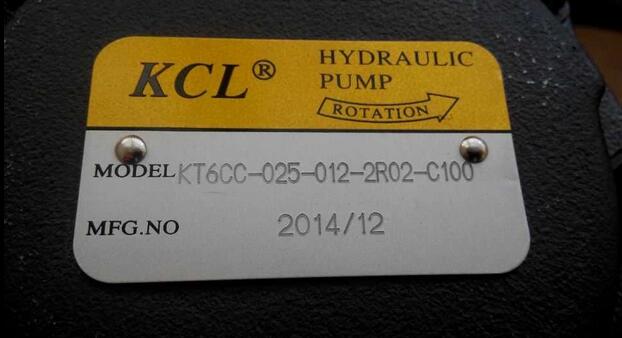 KCL®
HYDRAULIC
PUMP
ROTATION
MODEL KT6CC-025-012-2R02-C100
MFG.NO 2014/12